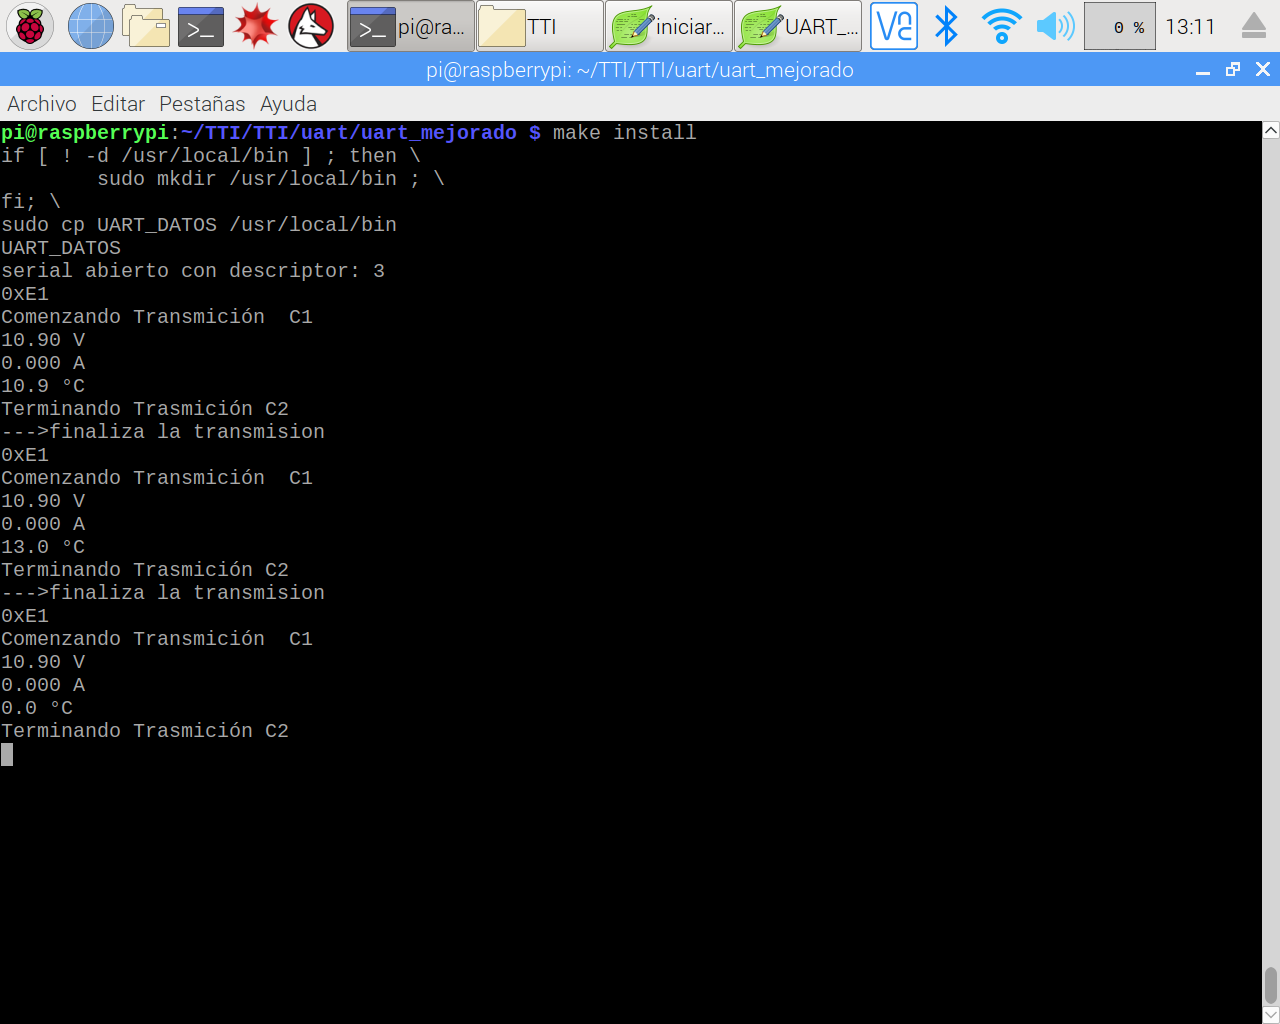 pi@ra...
TTI
iniciar...
UART_...
0 %
13:11
pi@raspberrypi: ~/TTI/TTI/uart/uart_mejorado
Archivo Editar Pestañas Ayuda
pi@raspberrypi:~/TTI/TTI/uart/uart_mejorado $ make install
if [ ! -d /usr/local/bin ] ; then \
        sudo mkdir /usr/local/bin ; \
fi; \
sudo cp UART_DATOS /usr/local/bin
UART_DATOS
serial abierto con descriptor: 3
0xE1
Comenzando Transmición  C1
10.90 V
0.000 A
10.9 °C
Terminando Trasmición C2
--->finaliza la transmision
0xE1
Comenzando Transmición  C1
10.90 V
0.000 A
13.0 °C
Terminando Trasmición C2
--->finaliza la transmision
0xE1
Comenzando Transmición  C1
10.90 V
0.000 A
0.0 °C
Terminando Trasmición C2